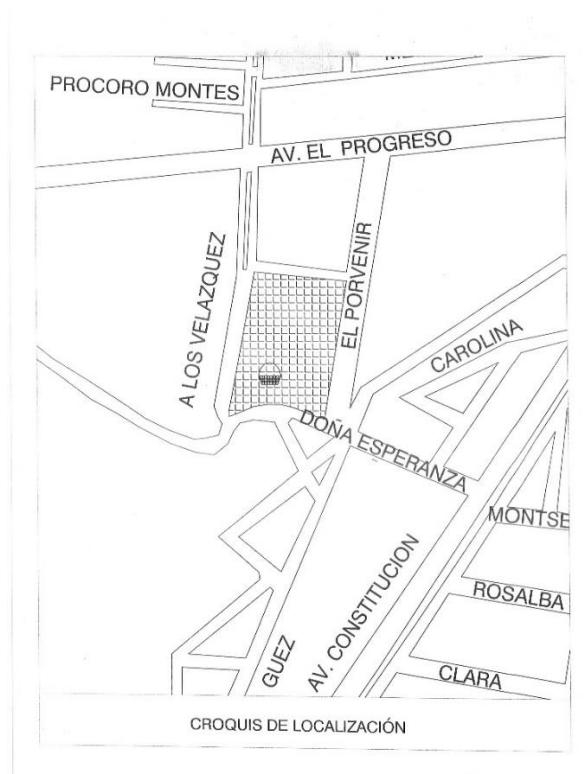 PROCORO MONTES
AV. EL PROGRESO
A LOS VELAZQUEZ
EL PORVENIR
CAROLINA
DOÑA ESPERANZA
MONTSE
ROSALBA
AV. CONSTITUCION
GUEZ
CLARA
CROQUIS DE LOCALIZACIÓN